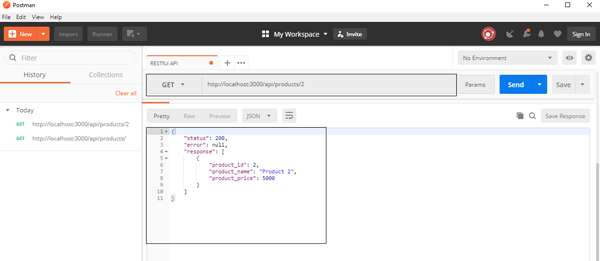 Postman
File Edit View Help
New Import Runner My Workspace Invite Sign In
Filter
History Collections
Clear all
Today
GET http://localhost:3000/api/products/2
GET http://localhost:3000/api/products/
RESTful API
No Environment
GET http://localhost:3000/api/products/2 Params Send Save
Pretty Raw Preview JSON Save Response
1 {
2 "status": 200,
3 "error": null,
4 "response": [
5 {
6 "product_id": 2,
7 "product_name": "Product 2",
8 "product_price": 5000
9 }
10 ]
11 }